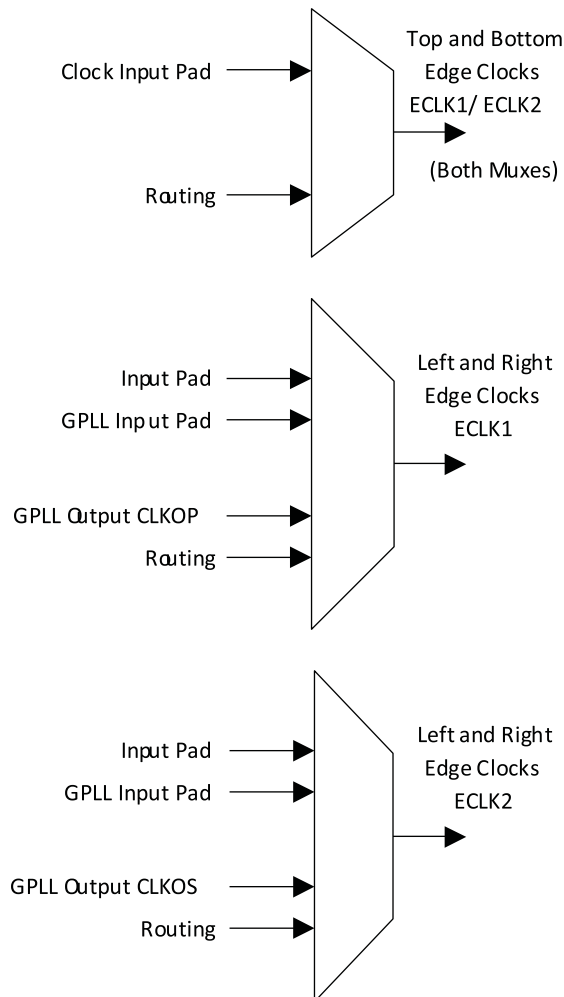 Clock Input Pad
Routing
Top and Bottom
Edge Clocks
ECLK1/ ECLK2
(Both Muxes)
Input Pad
GPLL Input Pad
GPLL Output CLKOP
Routing
Left and Right
Edge Clocks
ECLK1
Input Pad
GPLL Input Pad
GPLL Output CLKOS
Routing
Left and Right
Edge Clocks
ECLK2